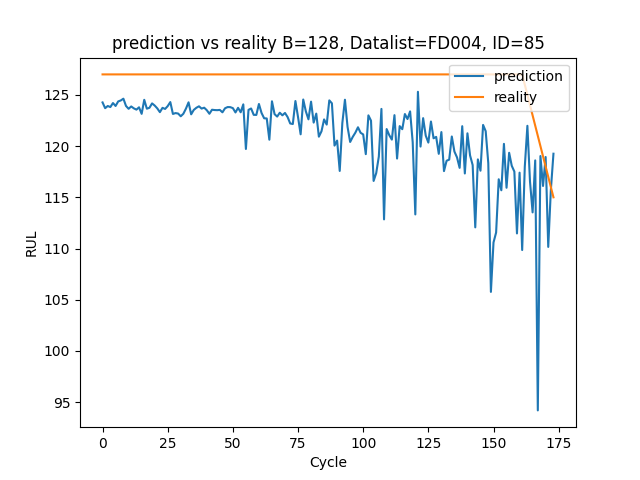 prediction vs reality B=128, Datalist=FD004, ID=85
prediction
reality
RUL
125
120
115
110
105
100
95
0 25 50 75 100 125 150 175
Cycle